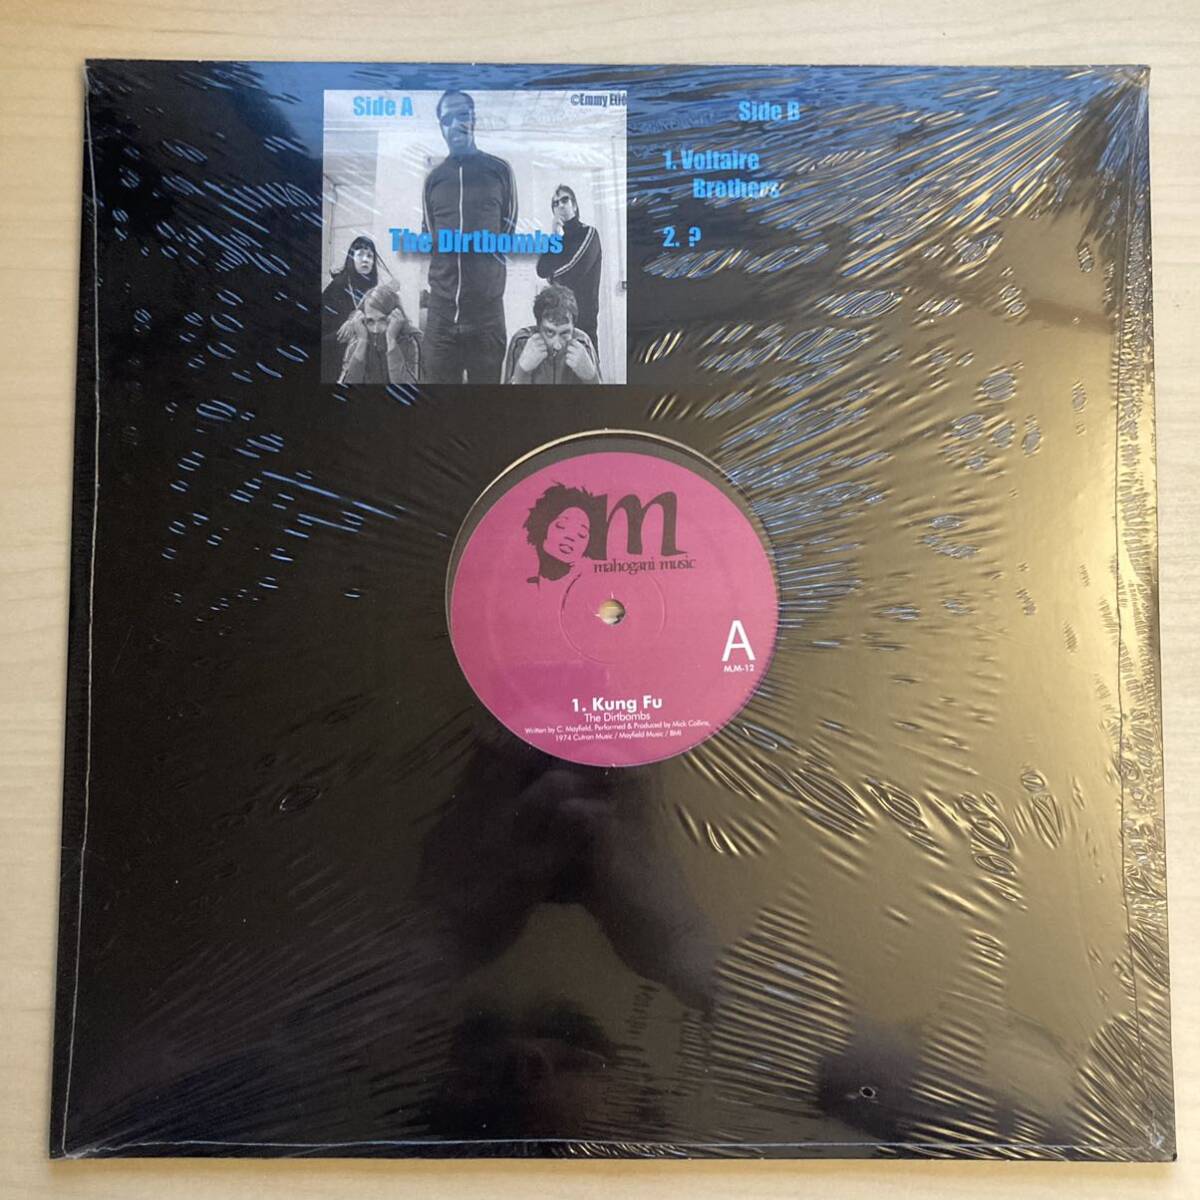 Side A
©Emmy Etié
The Dirtbombs
Side B
1. Voltaire
Brothers
2. ?
m
mahogani music
A
M.M-12
1. Kung Fu
The Dirtbombs
Written by C. Mayfield, Performed & Produced by Mick Collins,
1974 Cutron Music / Mayfield Music / BMI